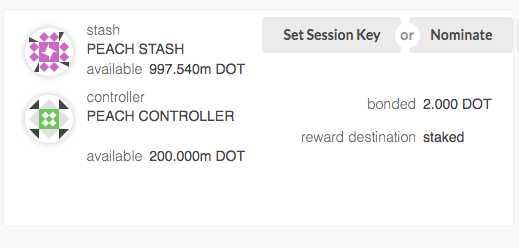 stash
PEACH STASH
available 997.540m DOT
controller
PEACH CONTROLLER
available 200.000m DOT
Set Session Key or Nominate
bonded 2.000 DOT
reward destination staked